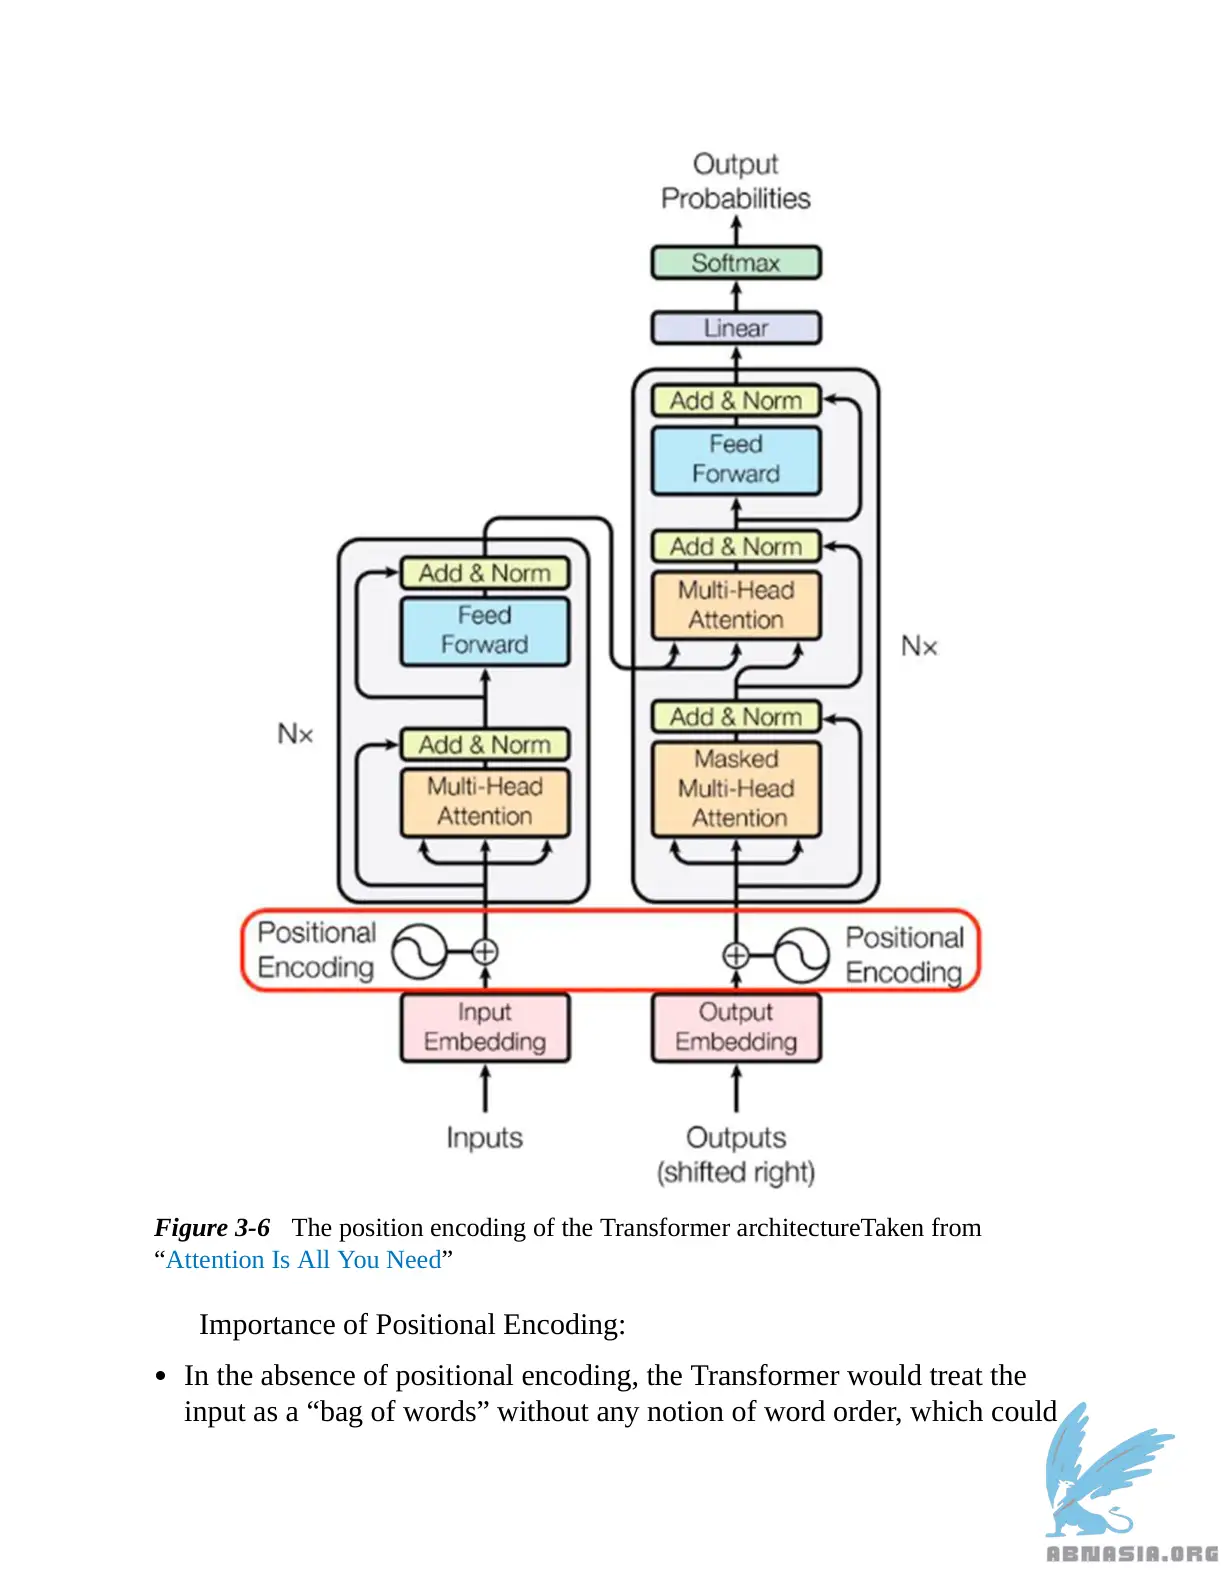 Output
Probabilities
Softmax
Linear
Add & Norm
Feed
Forward
Add & Norm
Multi-Head
Attention
N×
Add & Norm
Masked
Multi-Head
Attention
Add & Norm
Feed
Forward
N×
Add & Norm
Multi-Head
Attention
Positional
Encoding
Positional
Encoding
Input
Embedding
Output
Embedding
Inputs
Outputs
(shifted right)
Figure 3-6 The position encoding of the Transformer architectureTaken from
“Attention Is All You Need”
Importance of Positional Encoding:
• In the absence of positional encoding, the Transformer would treat the
input as a “bag of words” without any notion of word order, which could
ABNASIA.ORG